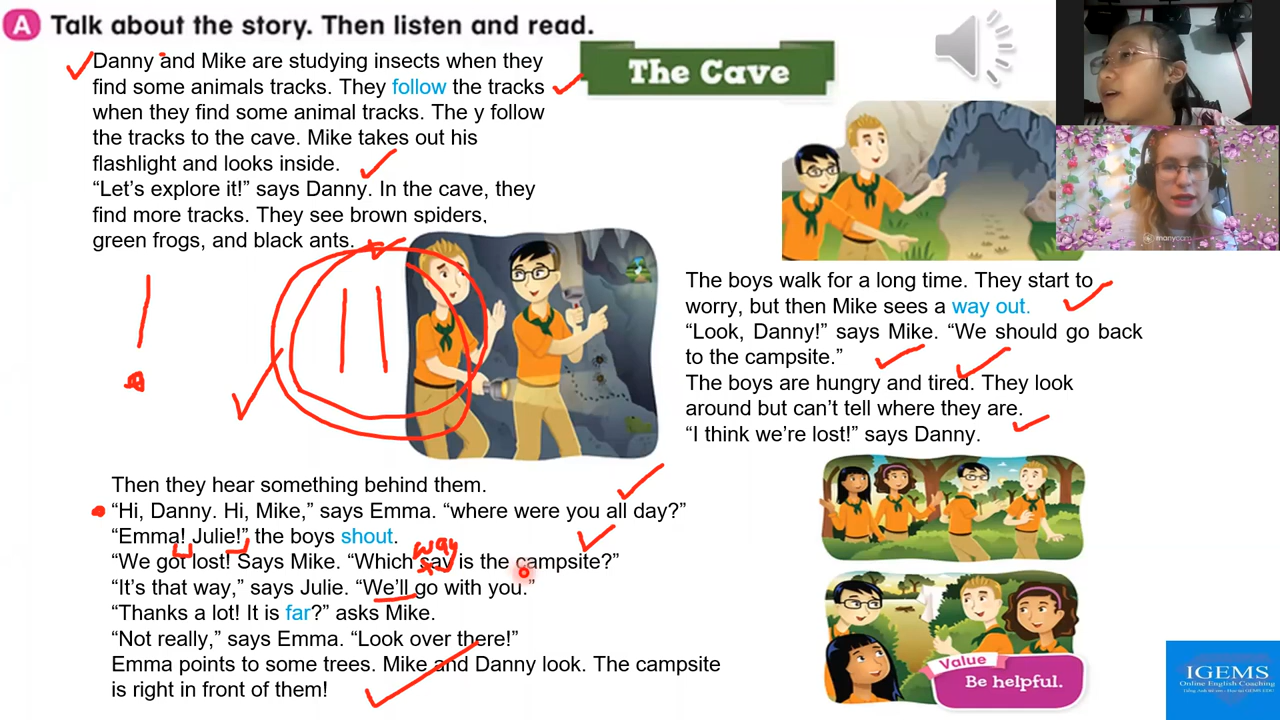 A Talk about the story. Then listen and read.
The Cave
Danny and Mike are studying insects when they
find some animals tracks. They follow the tracks
when they find some animal tracks. The y follow
the tracks to the cave. Mike takes out his
flashlight and looks inside.
“Let’s explore it!” says Danny. In the cave, they
find more tracks. They see brown spiders,
green frogs, and black ants.
!
11
The boys walk for a long time. They start to
worry, but then Mike sees a way out.
“Look, Danny!” says Mike. “We should go back
to the campsite.”
The boys are hungry and tired. They look
around but can’t tell where they are.
“I think we’re lost!” says Danny.
Then they hear something behind them.
“Hi, Danny. Hi, Mike,” says Emma. “where were you all day?”
“Emma! Julie!” the boys shout.
way
“We got lost! Says Mike. “Which say is the campsite?”
“It’s that way,” says Julie. “We’ll go with you.”
“Thanks a lot! It is far?” asks Mike.
“Not really,” says Emma. “Look over there!”
Emma points to some trees. Mike and Danny look. The campsite
is right in front of them!
Value
Be helpful.
manycam
IGEMS
Online English Coaching